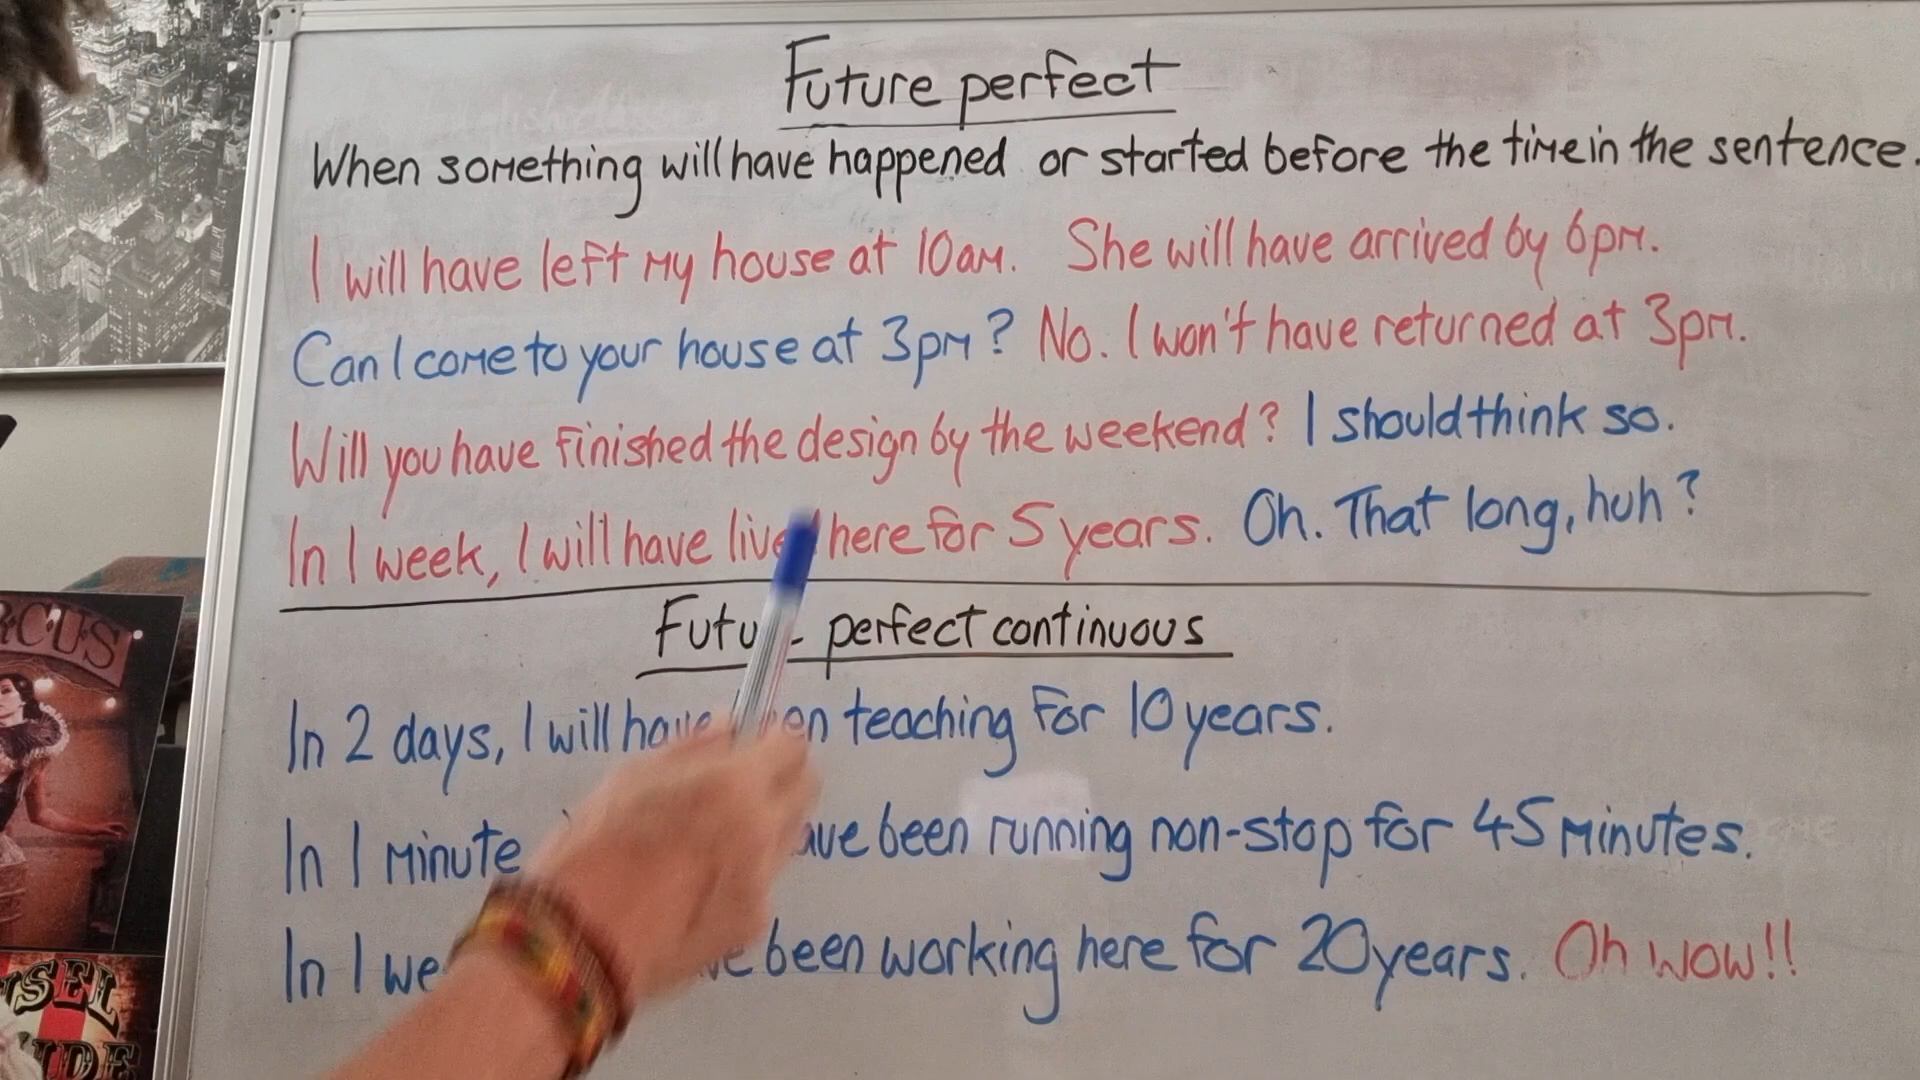 Future perfect
When something will have happened or started before the time in the sentence.
I will have left my house at 10am. She will have arrived by 6pm.
Can I come to your house at 3pm? No. I won't have returned at 3pm.
Will you have finished the design by the weekend? I should think so.
In 1 week, I will have lived here for 5 years. Oh. That long, huh?
Future perfect continuous
In 2 days, I will have been teaching for 10 years.
In 1 minute been running non-stop for 45 minutes.
In 1 been working here for 20 years. Oh wow!!